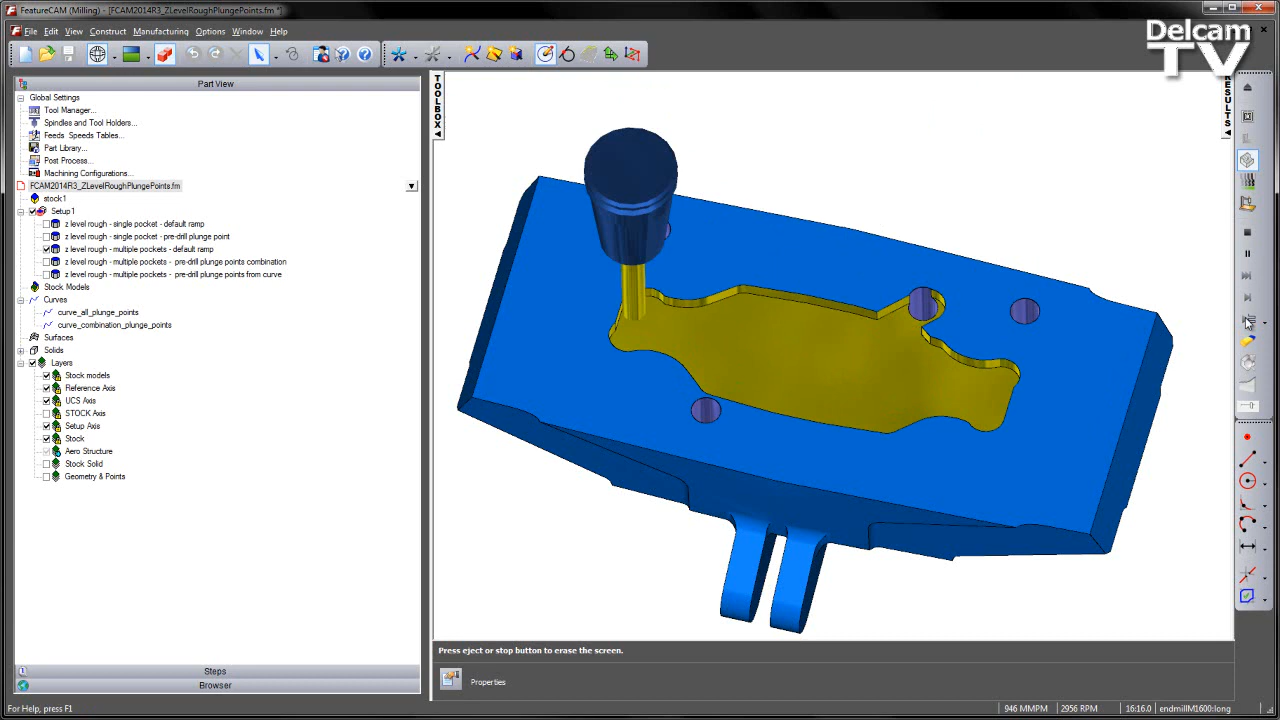 FeatureCAM (Milling) - [FCAM2014R3_ZLevelRoughPlungePoints.fm *]
File Edit View Construct Manufacturing Options Window Help
Delcam
TV
Part View
TOOLBOX
RESULTS
Global Settings
Tool Manager...
Spindles and Tool Holders...
Feeds Speeds Tables...
Part Library...
Post Process...
Machining Configurations...
FCAM2014R3_ZLevelRoughPlungePoints.fm
stock1
Setup1
z level rough - single pocket - default ramp
z level rough - single pocket - pre-drill plunge point
z level rough - multiple pockets - default ramp
z level rough - multiple pockets - pre-drill plunge points combination
z level rough - multiple pockets - pre-drill plunge points from curve
Stock Models
Curves
curve_all_plunge_points
curve_combination_plunge_points
Surfaces
Solids
Layers
Stock models
Reference Axis
UCS Axis
STOCK Axis
Setup Axis
Stock
Aero Structure
Stock Solid
Geometry & Points
Press eject or stop button to erase the screen.
Steps
Properties
Browser
For Help, press F1
946 MMPM 2956 RPM 16:16.0 endmillM1600:long